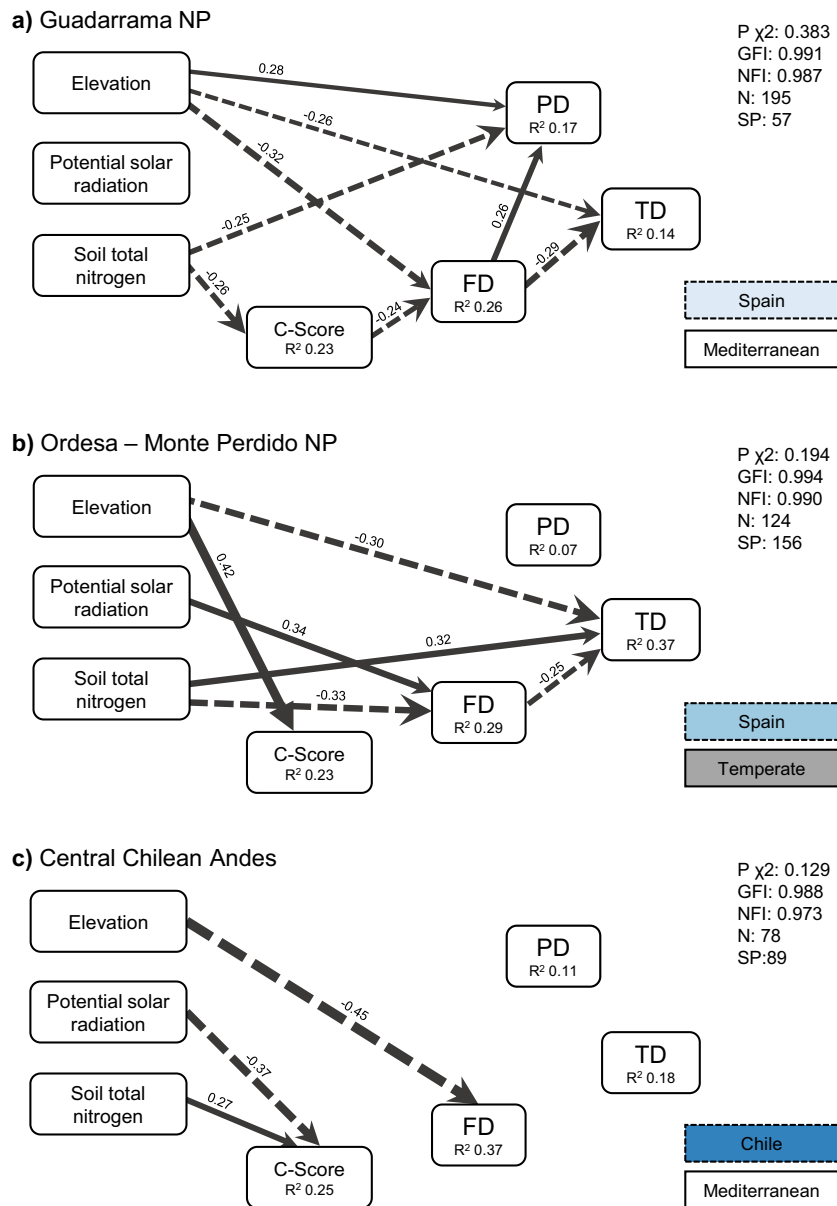 a) Guadarrama NP
P χ2: 0.383
GFI: 0.991
NFI: 0.987
N: 195
SP: 57
Elevation
Potential solar
radiation
Soil total
nitrogen
C-Score
R² 0.23
FD
R² 0.26
PD
R² 0.17
TD
R² 0.14
0.28
-0.26
-0.32
-0.25
-0.26
-0.24
0.26
-0.29
Spain
Mediterranean
b) Ordesa – Monte Perdido NP
P χ2: 0.194
GFI: 0.994
NFI: 0.990
N: 124
SP: 156
Elevation
Potential solar
radiation
Soil total
nitrogen
C-Score
R² 0.23
FD
R² 0.29
PD
R² 0.07
TD
R² 0.37
-0.30
0.42
0.34
0.32
-0.33
-0.25
Spain
Temperate
c) Central Chilean Andes
P χ2: 0.129
GFI: 0.988
NFI: 0.973
N: 78
SP:89
Elevation
Potential solar
radiation
Soil total
nitrogen
C-Score
R² 0.25
FD
R² 0.37
PD
R² 0.11
TD
R² 0.18
-0.45
-0.37
0.27
Chile
Mediterranean